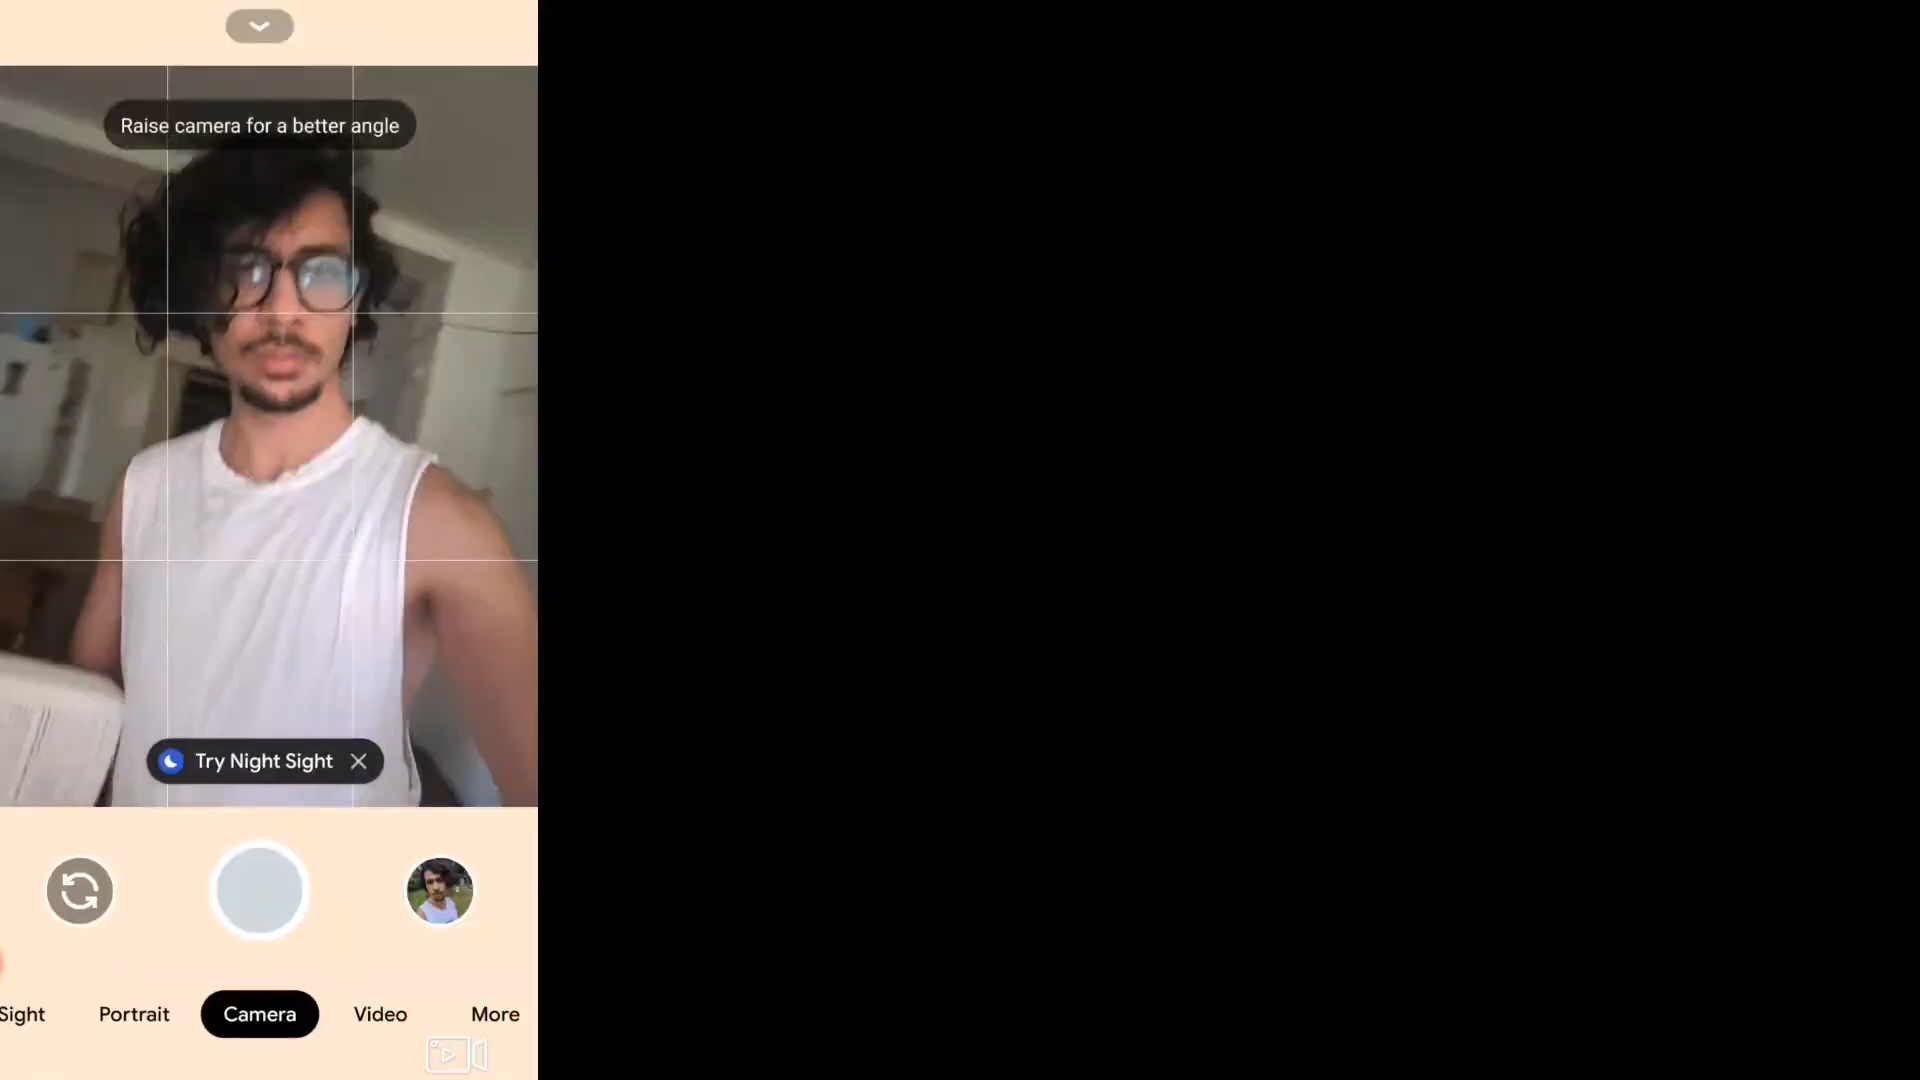 Raise camera for a better angle
Try Night Sight
Sight
Portrait
Camera
Video
More